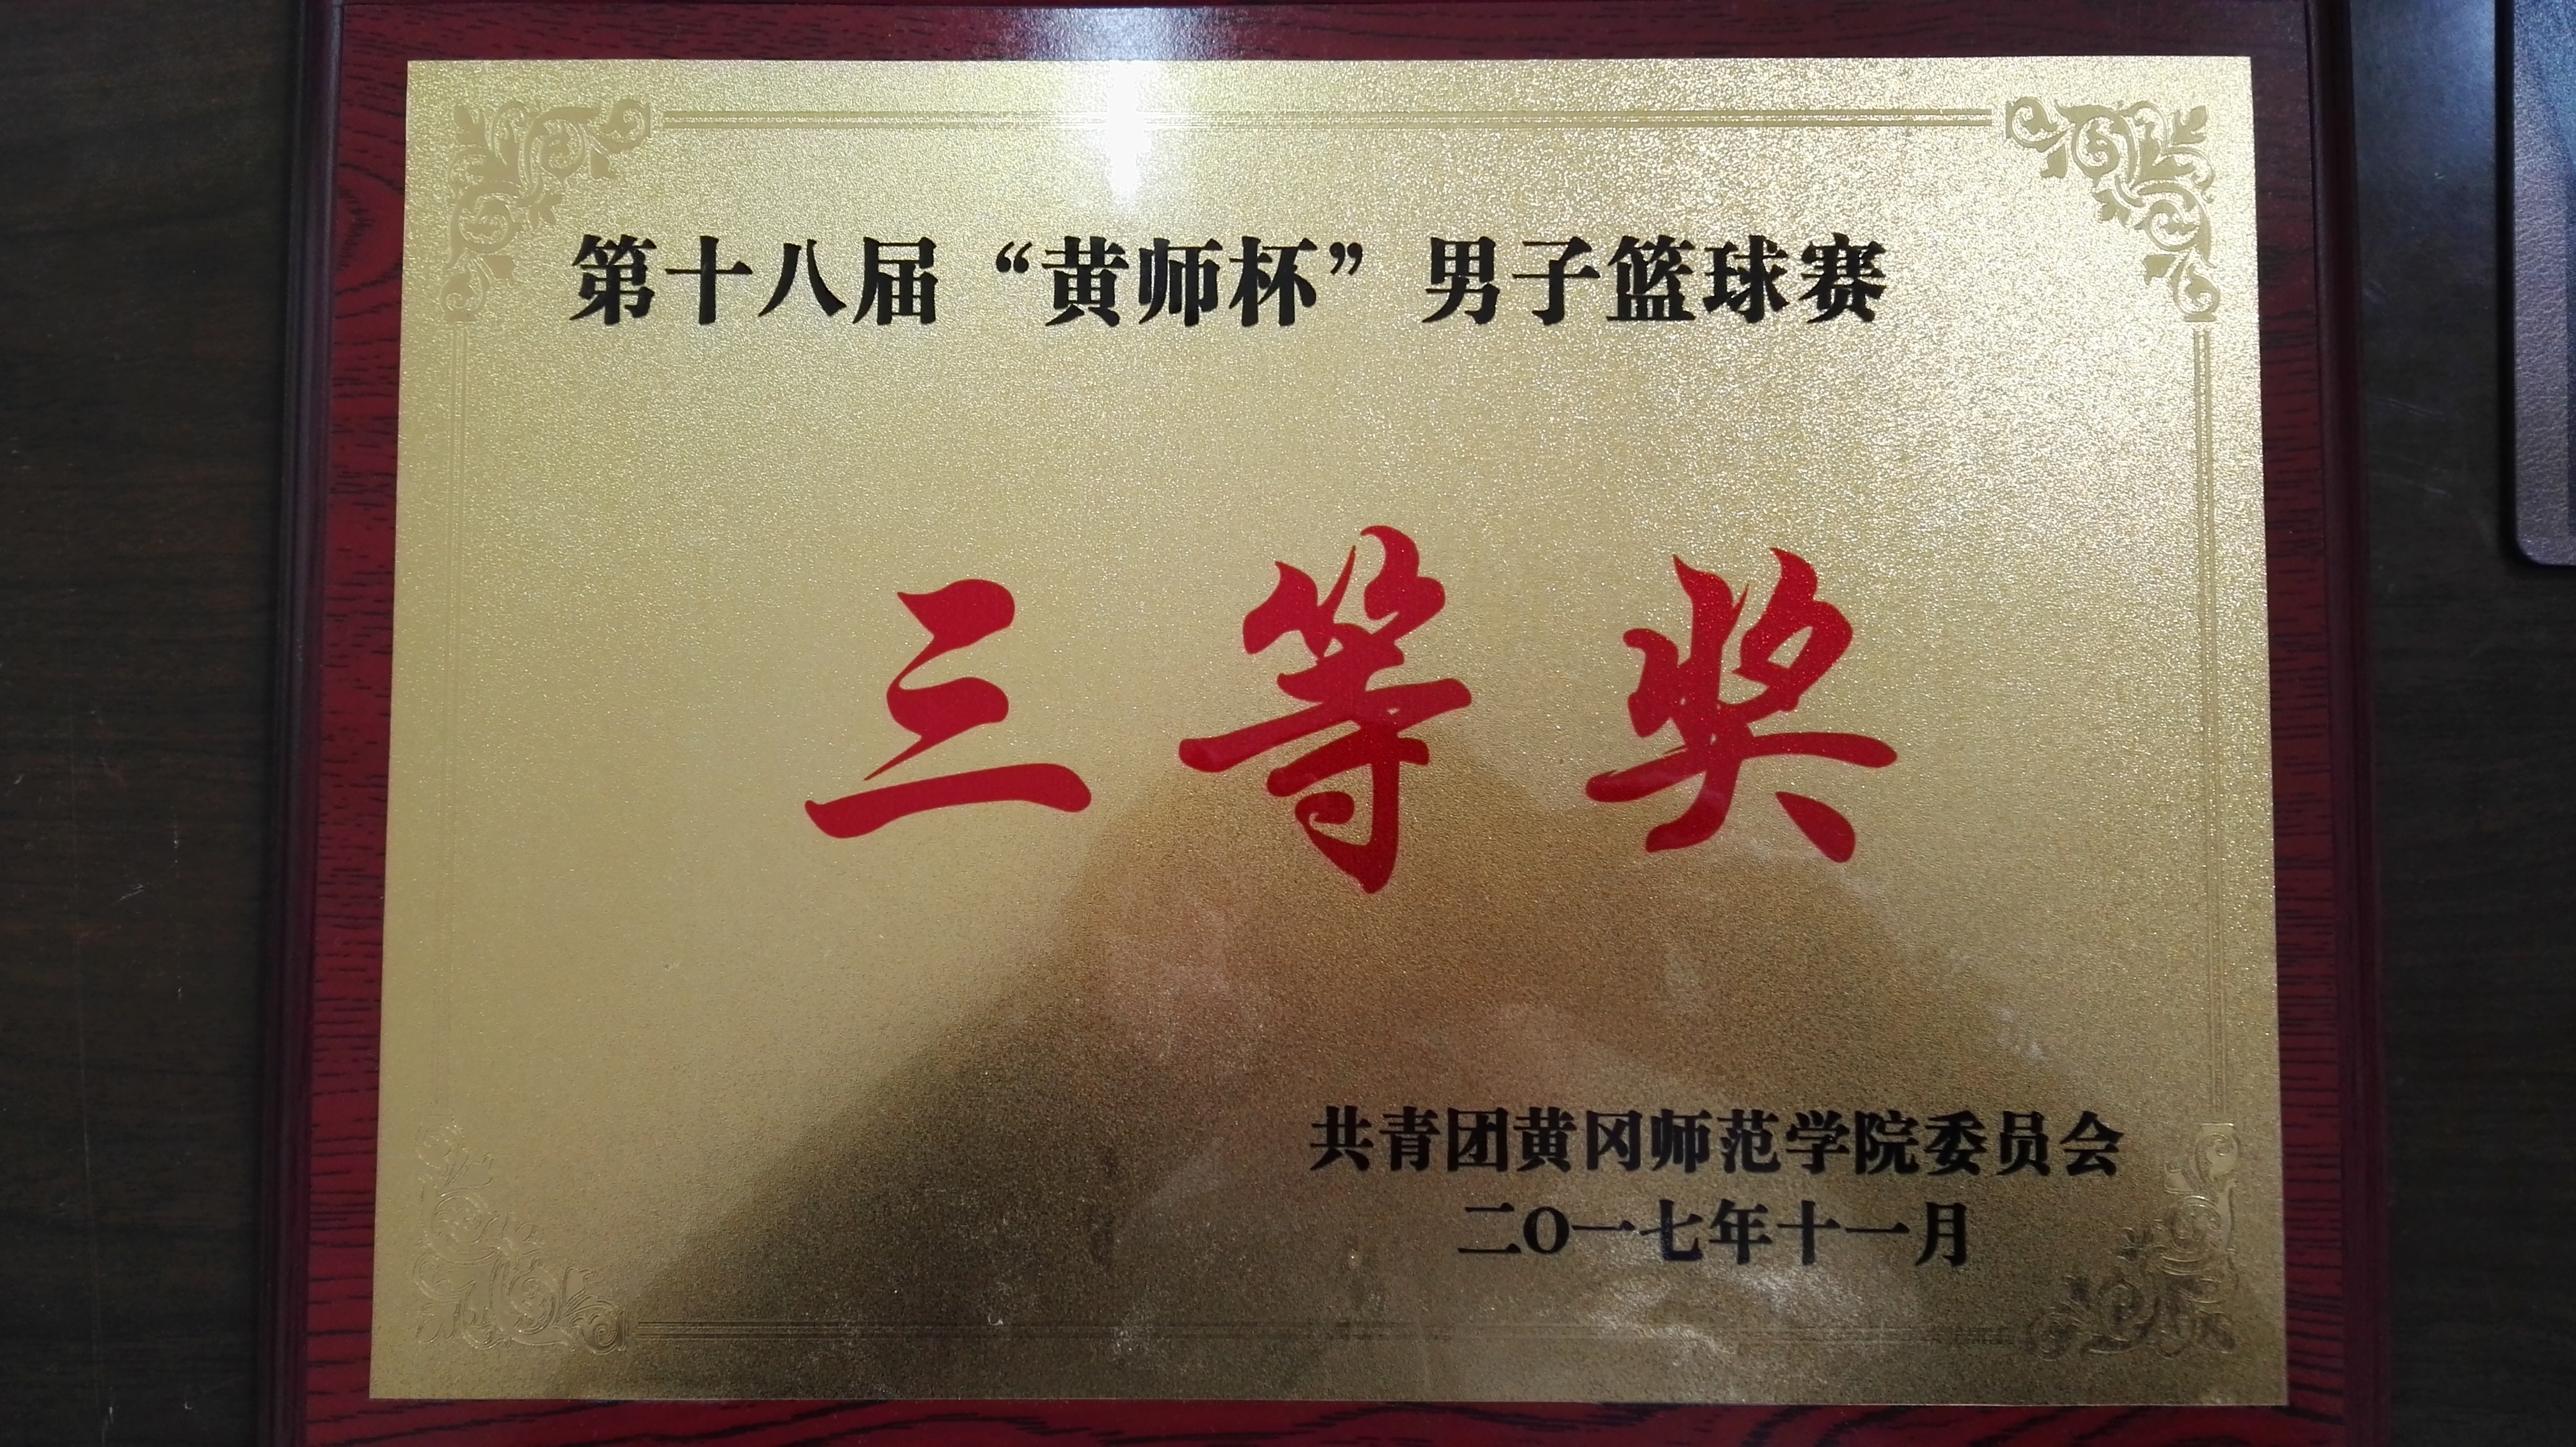 第十八届“黄师杯”男子篮球赛
三等奖
共青团黄冈师范学院委员会
二O一七年十一月